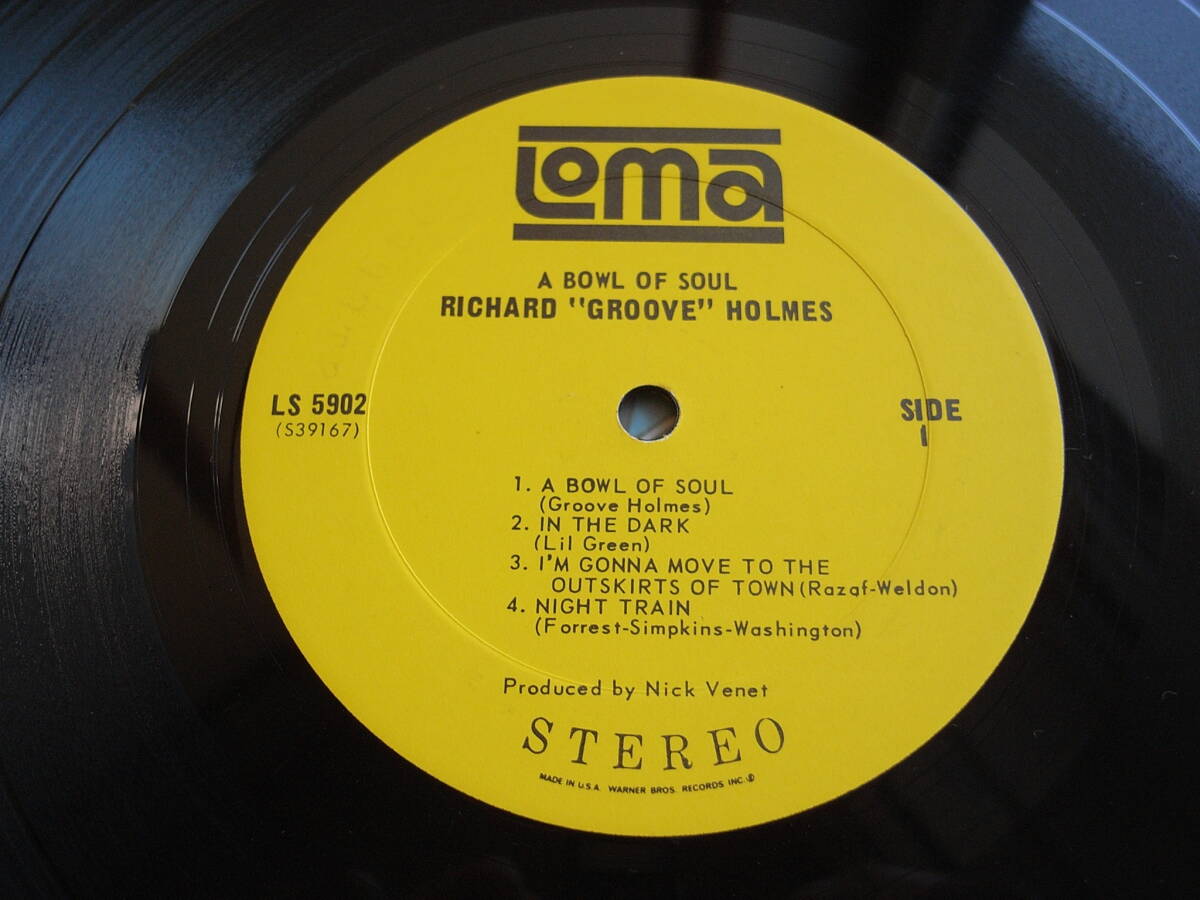 Loma
A BOWL OF SOUL
RICHARD "GROOVE" HOLMES
LS 5902
(S39167)
SIDE
1
1. A BOWL OF SOUL
(Groove Holmes)
2. IN THE DARK
(Lil Green)
3. I'M GONNA MOVE TO THE
OUTSKIRTS OF TOWN (Razaf-Weldon)
4. NIGHT TRAIN
(Forrest-Simpkins-Washington)
Produced by Nick Venet
STEREO
MADE IN U.S.A. WARNER BROS. RECORDS INC.